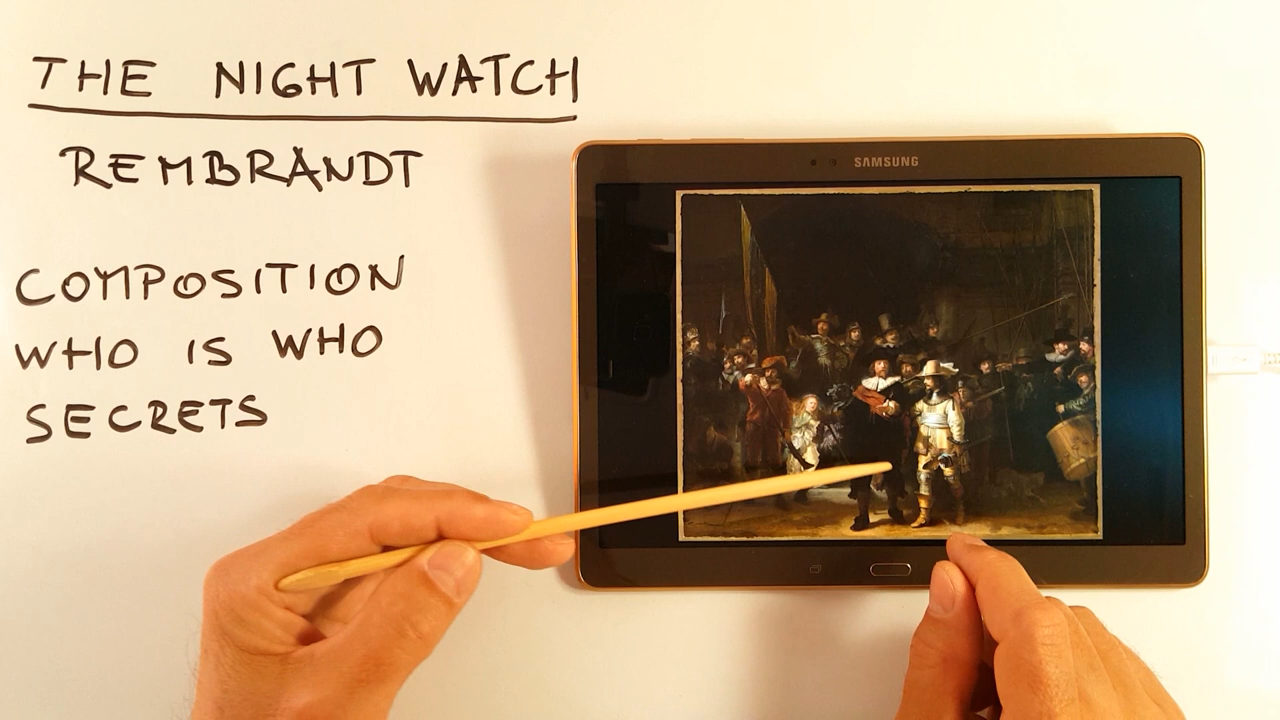 THE NIGHT WATCH
REMBRANDT
COMPOSITION
WHO IS WHO
SECRETS
SAMSUNG